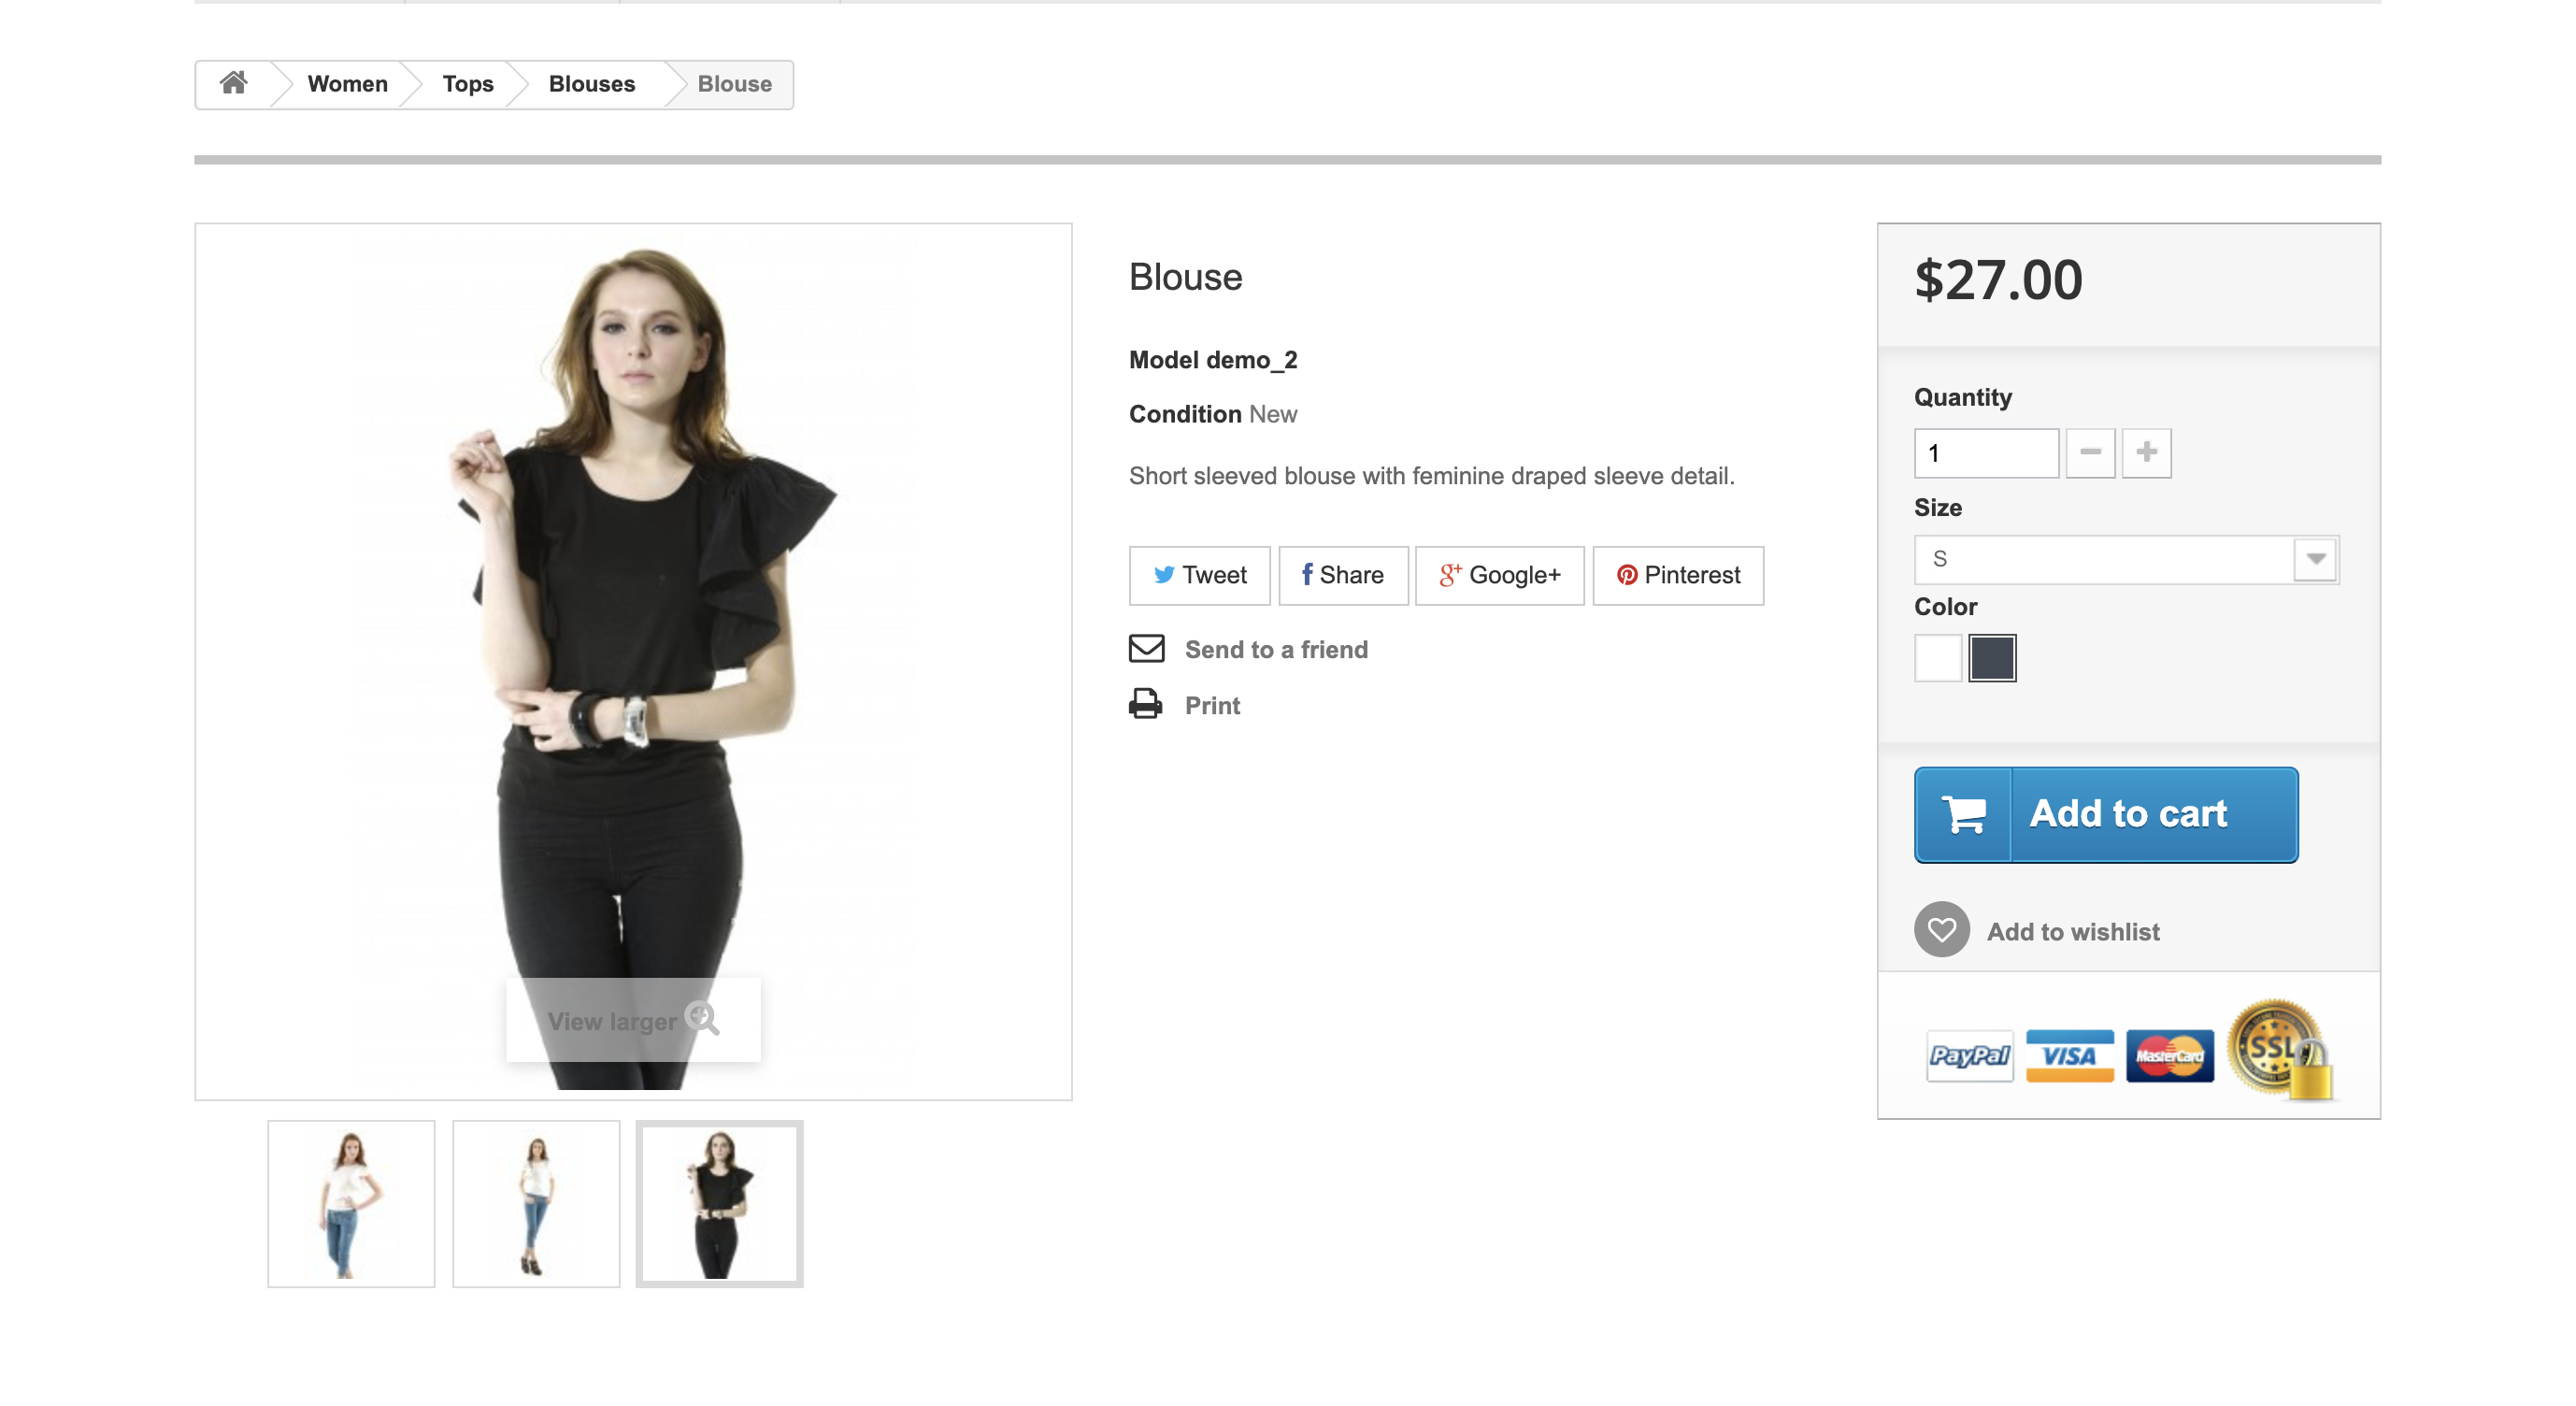 Women
Tops
Blouses
Blouse
Blouse
Model demo_2
Condition New
Short sleeved blouse with feminine draped sleeve detail.
Tweet
Share
Google+
Pinterest
Send to a friend
Print
View larger
$27.00
Quantity
1
Size
S
Color
Add to cart
Add to wishlist
PayPal
VISA
MasterCard
SSL